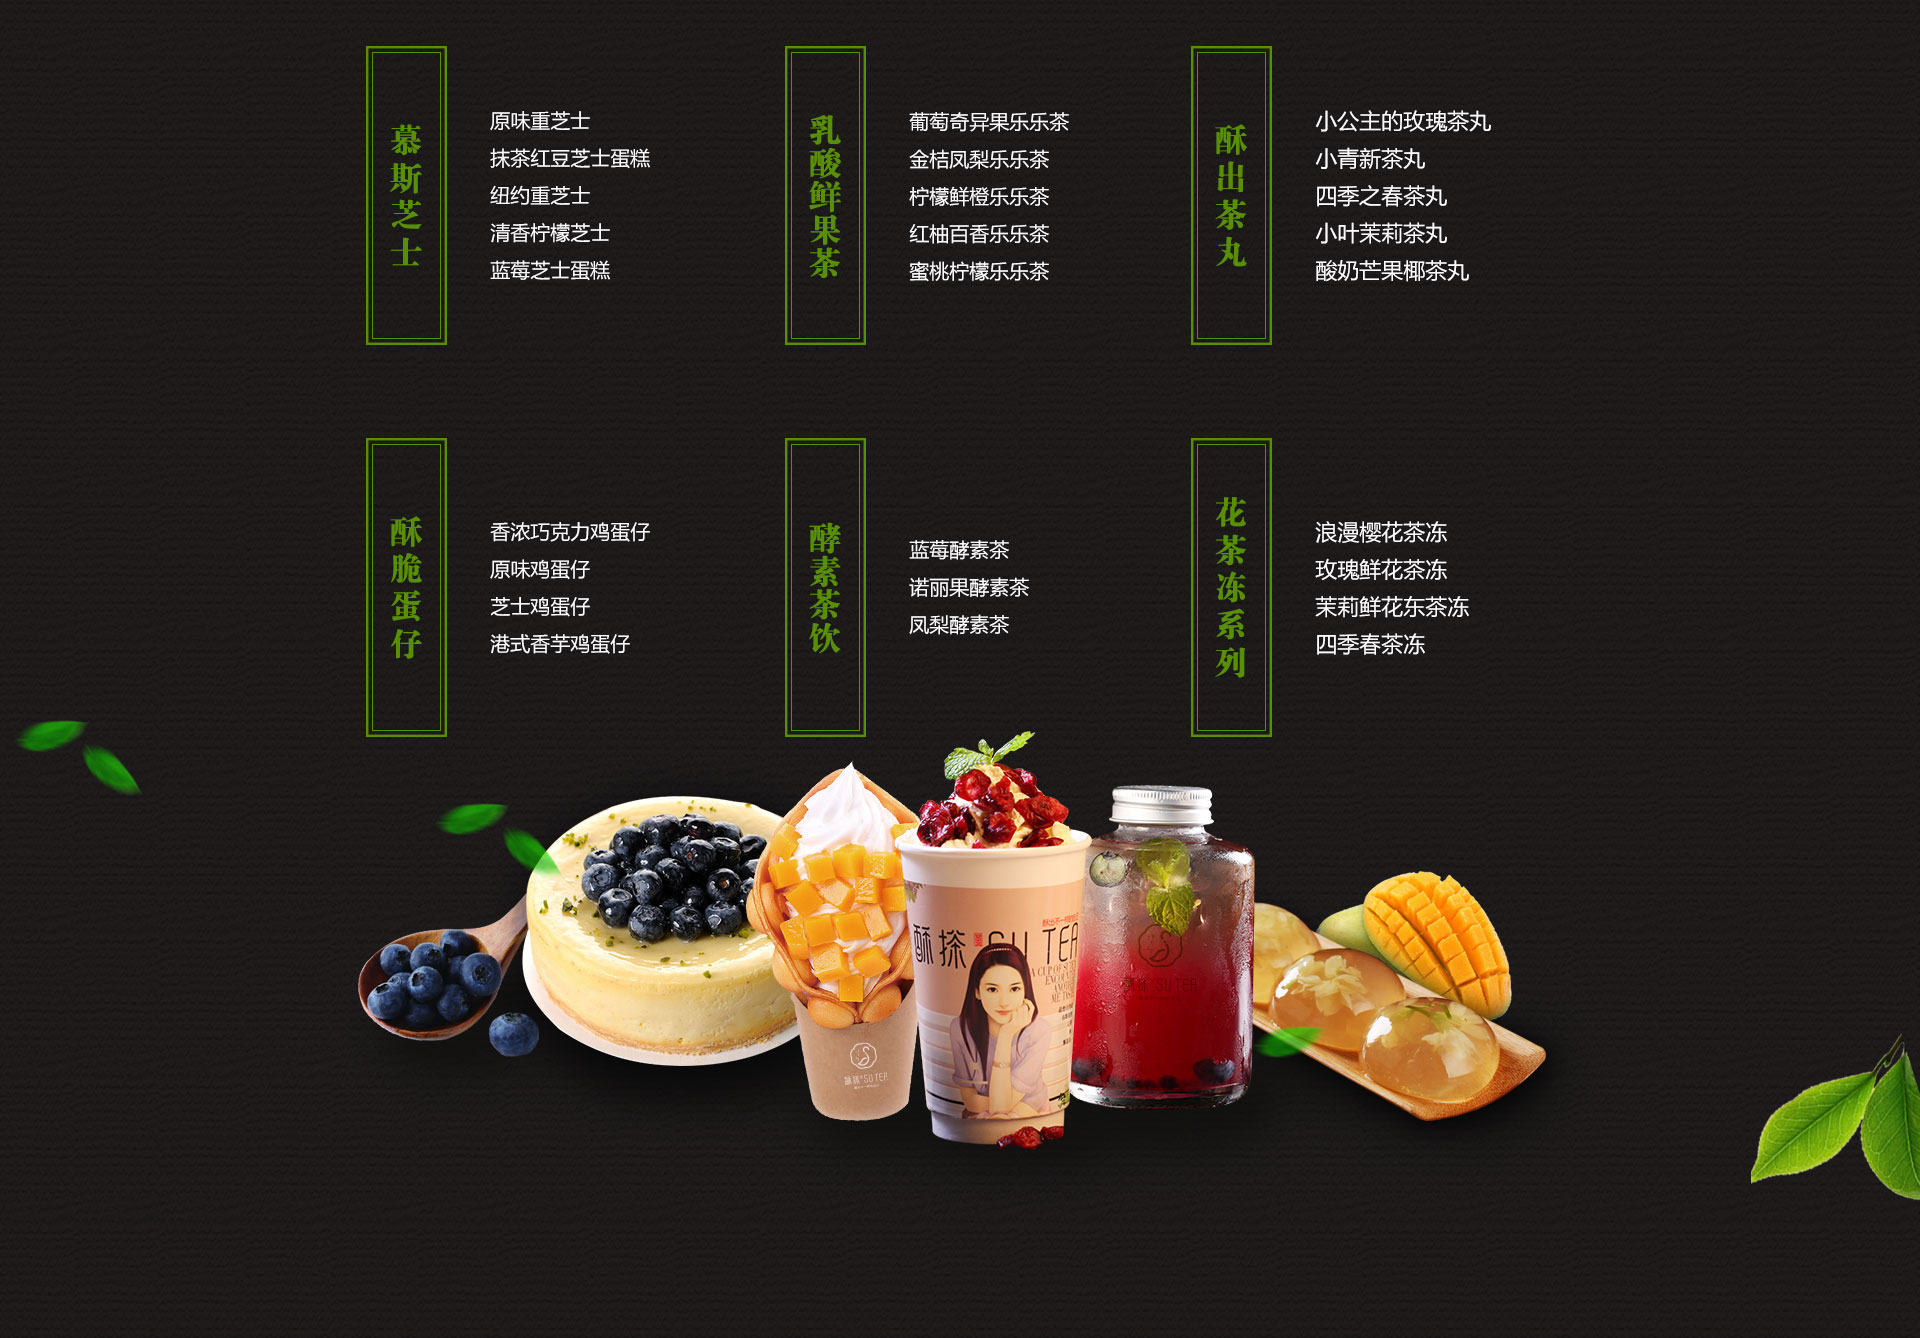 慕斯芝士
原味重芝士
抹茶红豆芝士蛋糕
纽约重芝士
清香柠檬芝士
蓝莓芝士蛋糕
乳酸鲜果茶
葡萄奇异果乐乐茶
金桔凤梨乐乐茶
柠檬鲜橙乐乐茶
红柚百香乐乐茶
蜜桃柠檬乐乐茶
酥出茶丸
小公主的玫瑰茶丸
小青新茶丸
四季之春茶丸
小叶茉莉茶丸
酸奶芒果椰茶丸
酥脆蛋仔
香浓巧克力鸡蛋仔
原味鸡蛋仔
芝士鸡蛋仔
港式香芋鸡蛋仔
酵素茶饮
蓝莓酵素茶
诺丽果酵素茶
凤梨酵素茶
花茶冻系列
浪漫樱花茶冻
玫瑰鲜花茶冻
茉莉鲜花东茶冻
四季春茶冻
SU TEA
A CUP OF
SU TEA
SU TEA